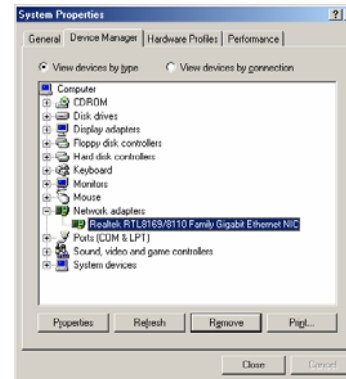 System Properties
General Device Manager Hardware Profiles Performance
View devices by type View devices by connection
Computer
CDROM
Disk drives
Display adapters
Floppy disk controllers
Hard disk controllers
Keyboard
Monitors
Mouse
Network adapters
Realtek RTL8169/8110 Family Gigabit Ethernet NIC
Ports (COM & LPT)
Sound, video and game controllers
System devices
Properties Refresh Remove Print...
Close Cancel